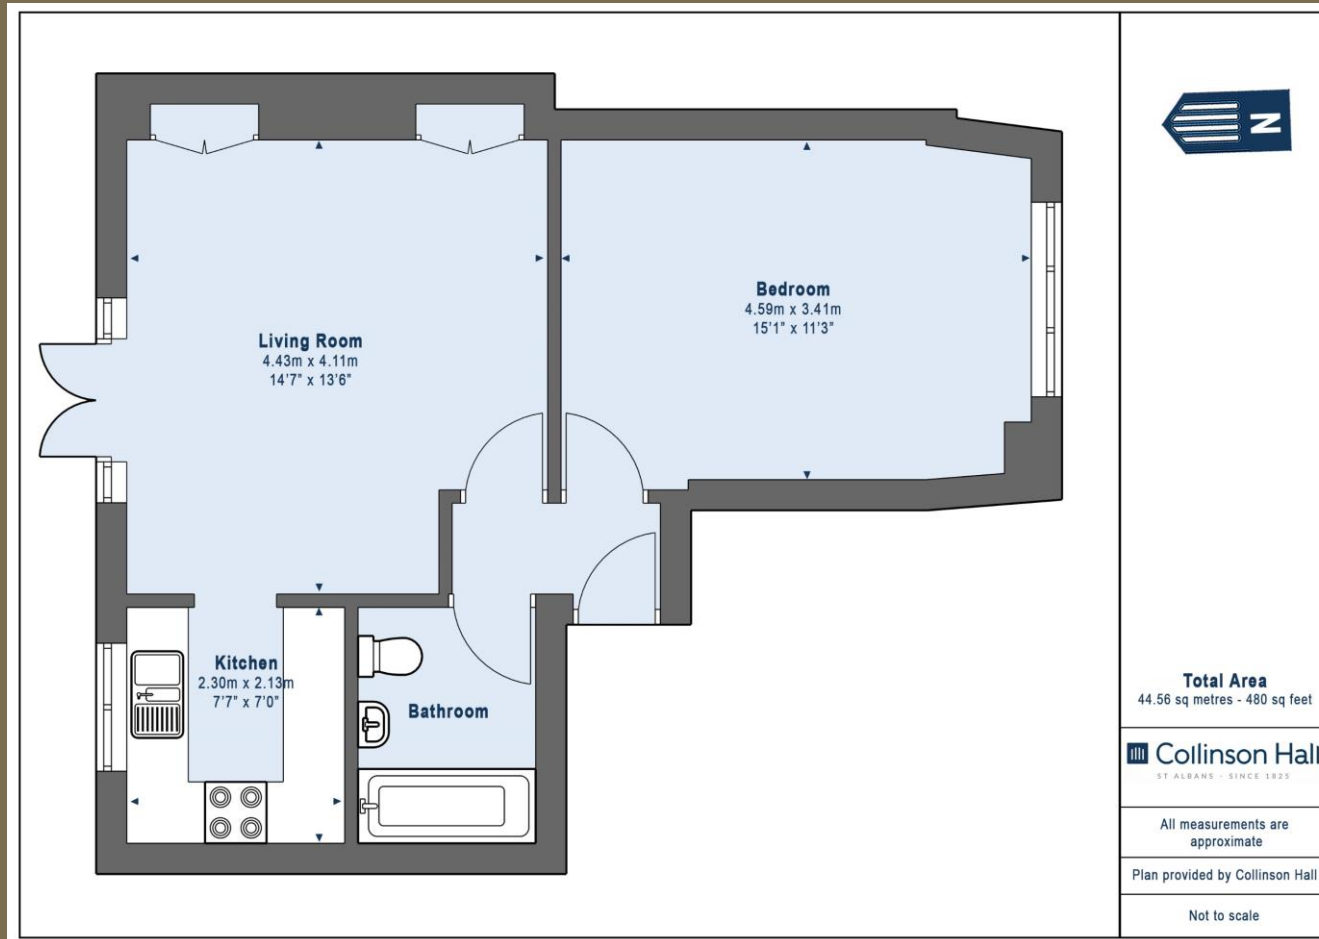 N
Living Room
4.43m x 4.11m
14'7" x 13'6"
Bedroom
4.59m x 3.41m
15'1" x 11'3"
Kitchen
2.30m x 2.13m
7'7" x 7'0"
Bathroom
Total Area
44.56 sq metres - 480 sq feet
Collinson Hall
ST ALBANS - SINCE 1825
All measurements are
approximate
Plan provided by Collinson Hall
Not to scale